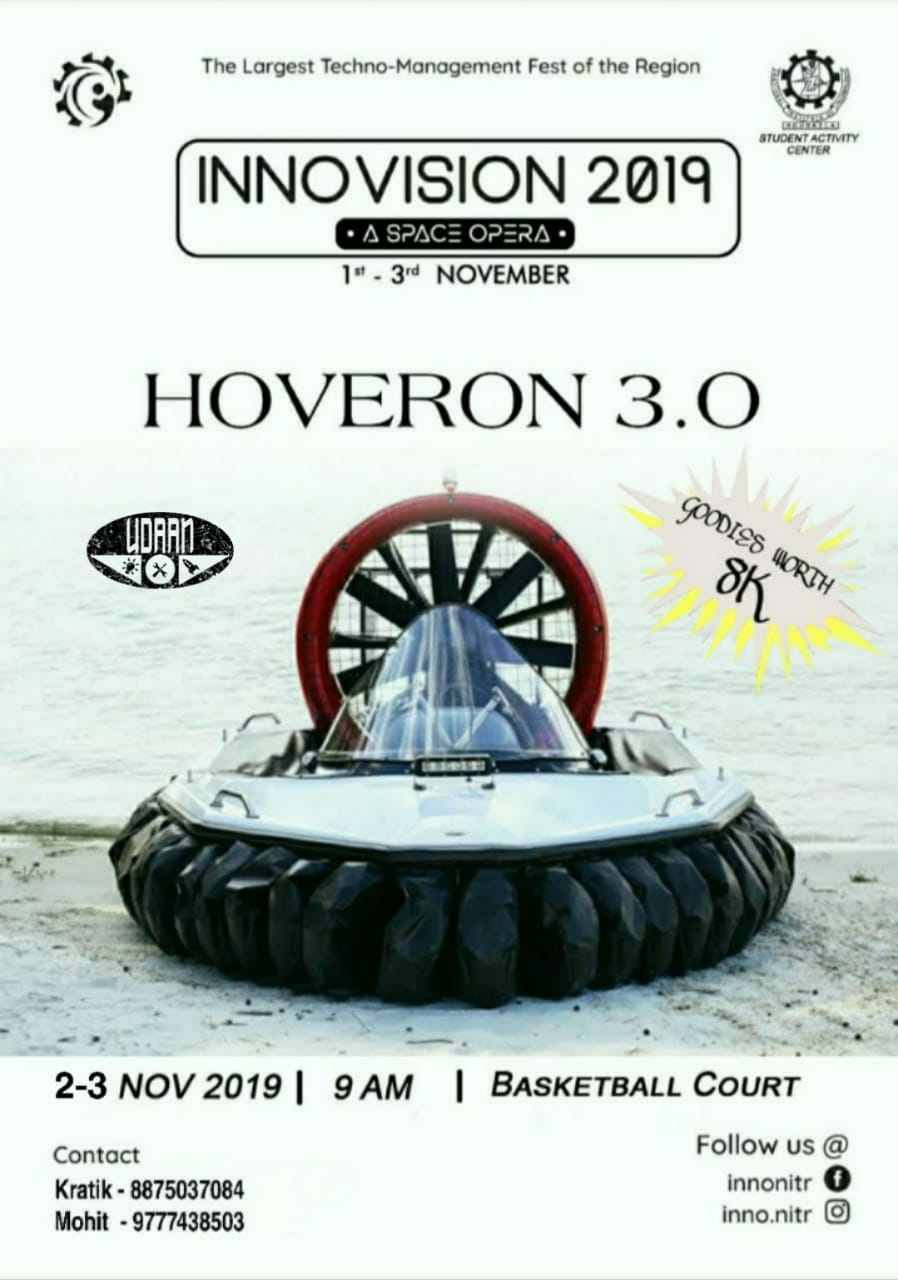 The Largest Techno-Management Fest of the Region
STUDENT ACTIVITY
CENTER
INNOVISION 2019
• A SPACE OPERA •
1st - 3rd NOVEMBER
HOVERON 3.0
UDAAN
GOODIES WORTH
8K
2-3 NOV 2019 | 9 AM | BASKETBALL COURT
Contact
Kratik - 8875037084
Mohit - 9777438503
Follow us @
innonitr
inno.nitr